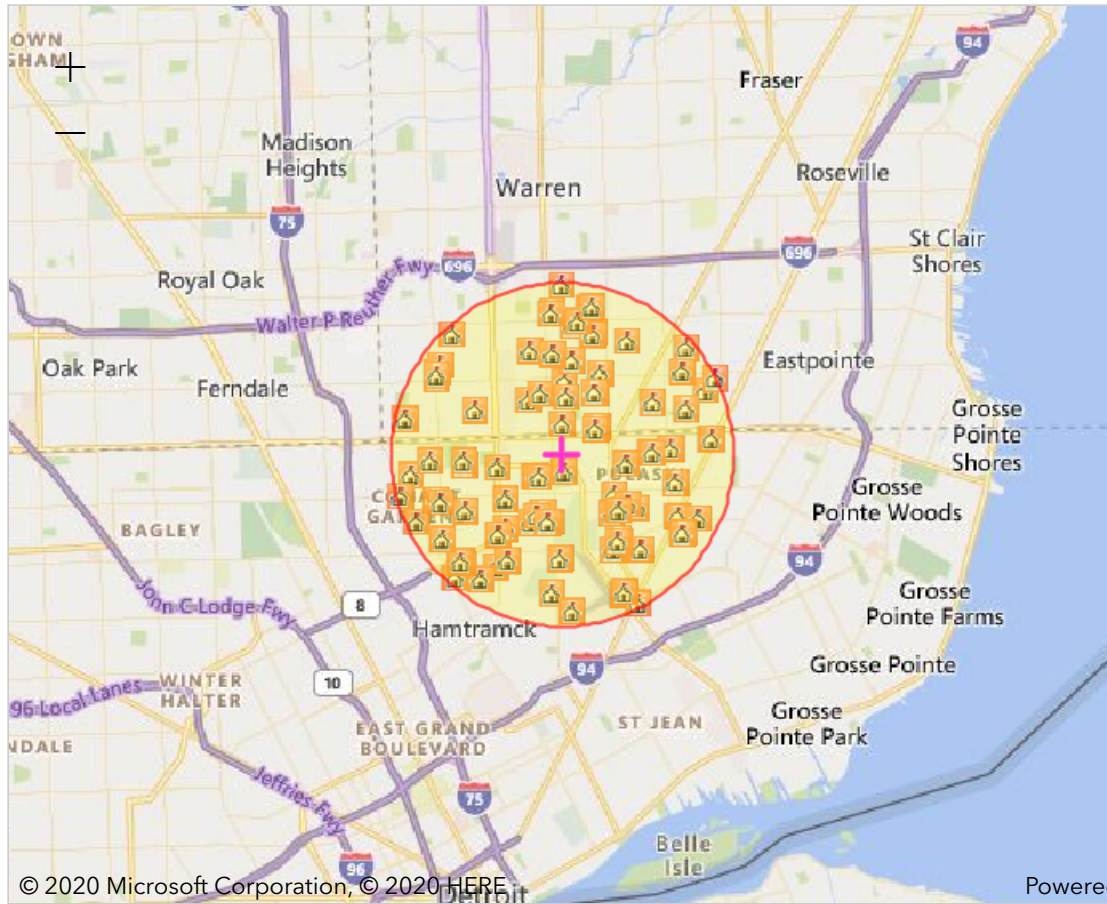 OWN
GHAM
94
Fraser
Madison
Heights
Warren
Roseville
75
St Clair
Shores
696
696
Royal Oak
Walter P Reuther Fwy
Oak Park
Ferndale
Eastpointe
Grosse
Pointe
Shores
Grosse
Pointe Woods
BAGLEY
94
John C Lodge Fwy
8
Grosse
Pointe Farms
Hamtramck
94
Grosse Pointe
10
WINTER
HALTER
96 Local Lanes
Grosse
Pointe Park
ST JEAN
EAST GRAND
BOULEVARD
NDALE
Jeffries Fwy
75
Belle
Isle
96
Detroit
© 2020 Microsoft Corporation, © 2020 HERE
Powered